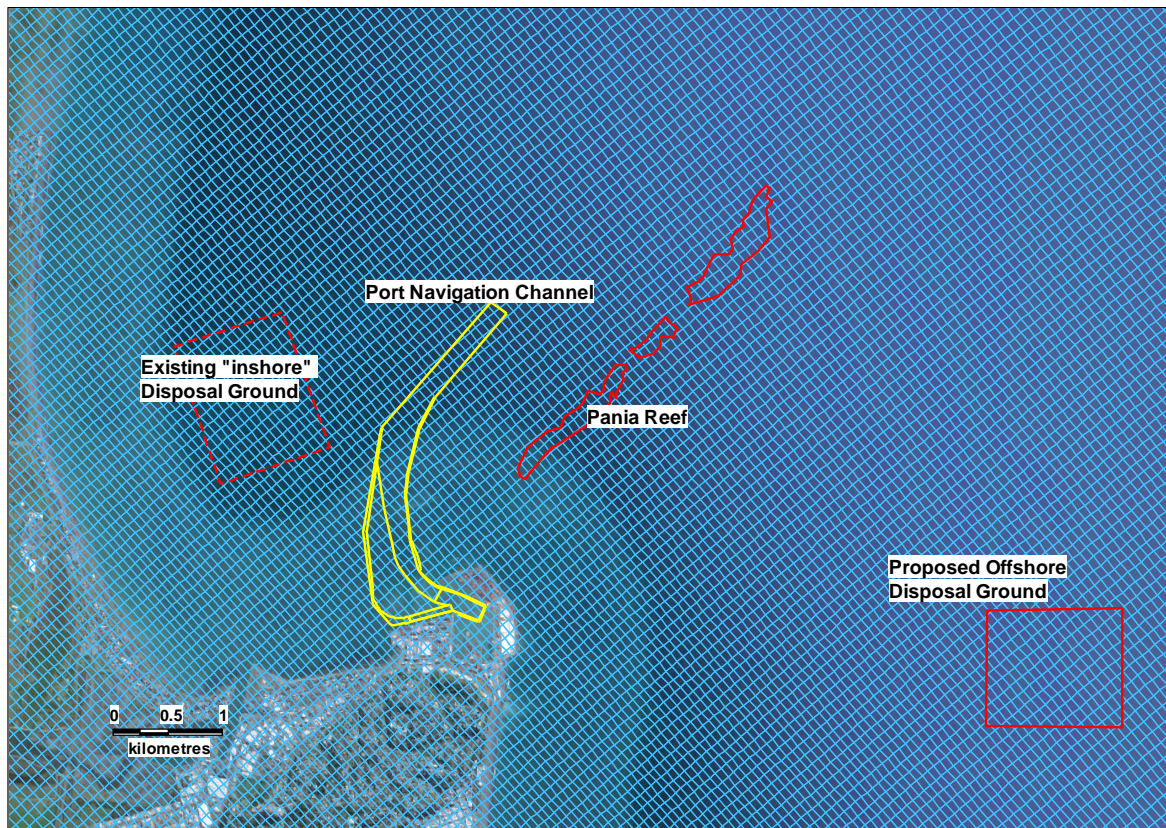 Port Navigation Channel
Existing "inshore"
Disposal Ground
Pania Reef
Proposed Offshore
Disposal Ground
0 0.5 1
kilometres